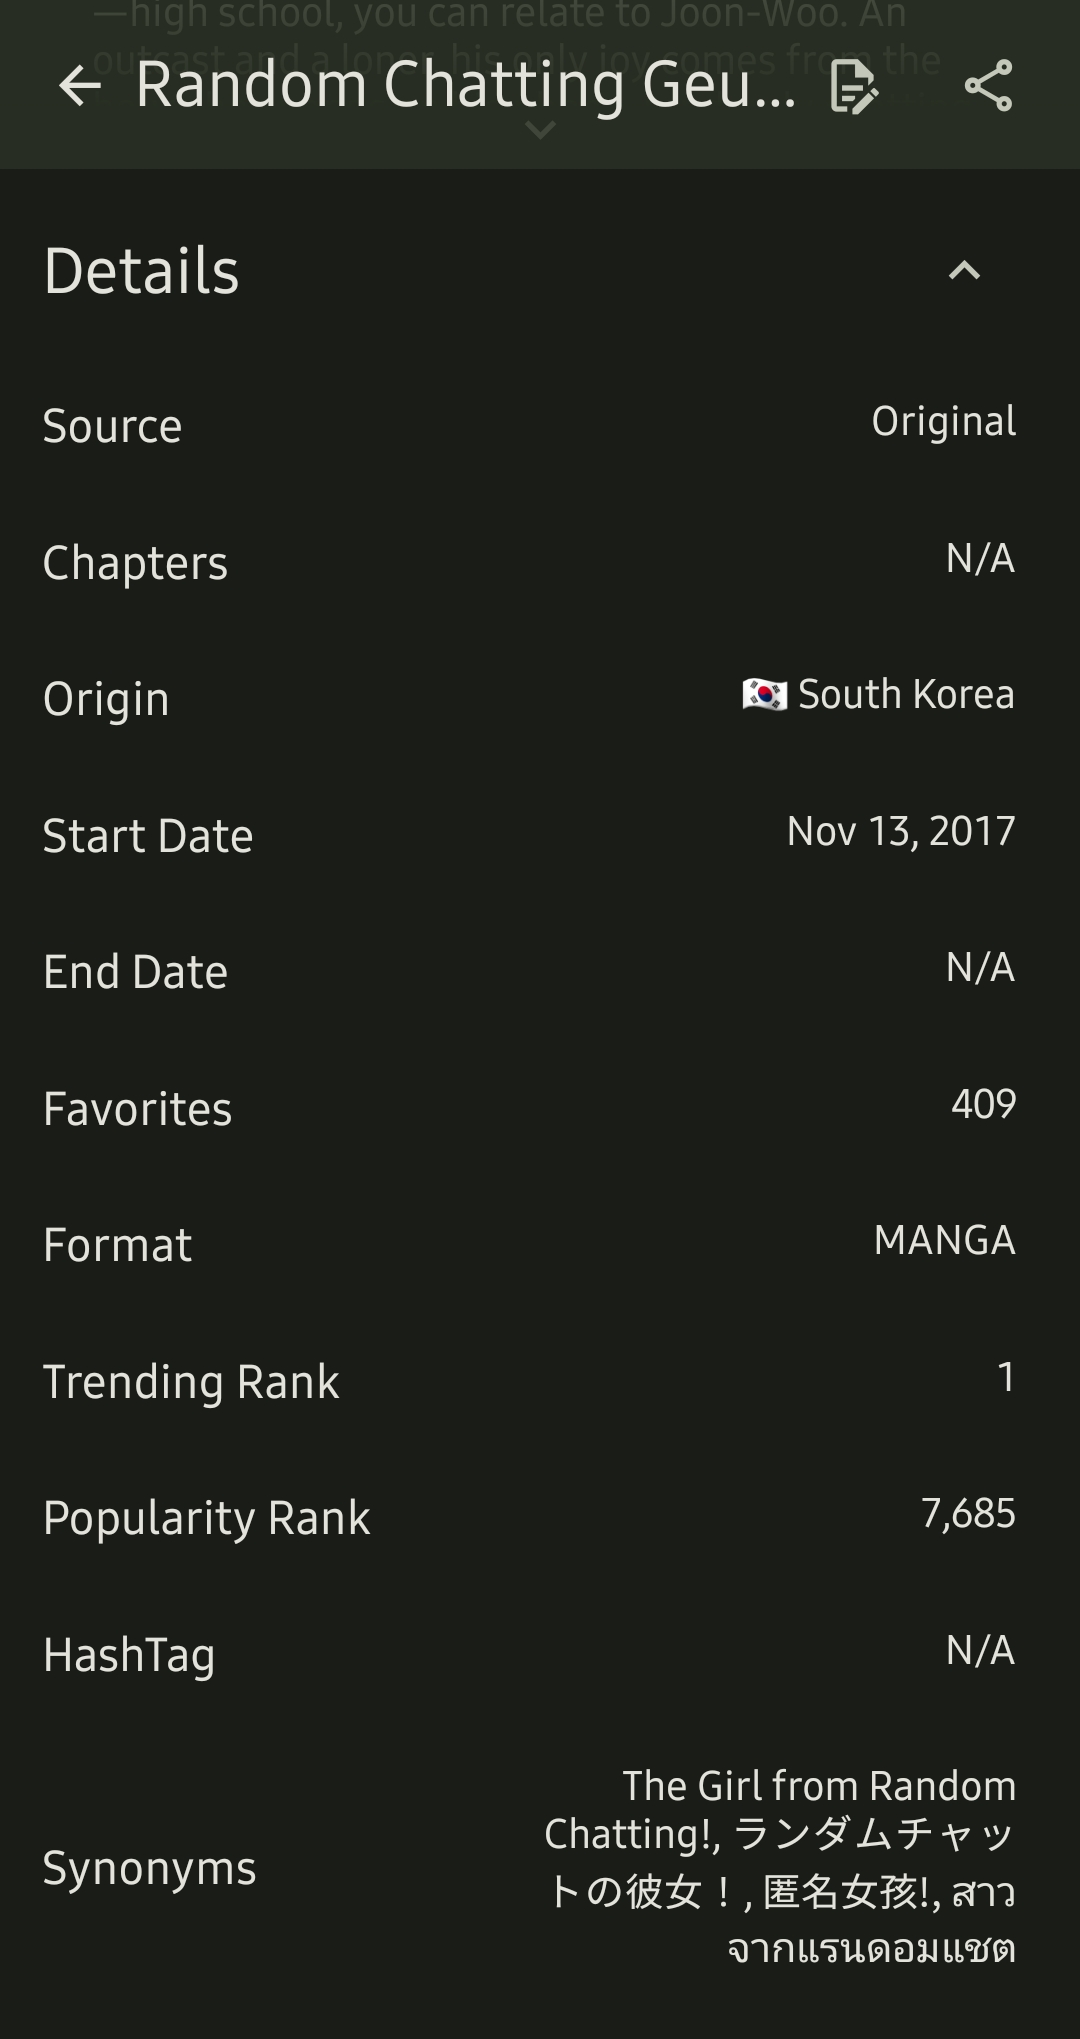 —high school, you can relate to Joon-Woo. An
outcast and a loner, his only joy comes from the
Random Chatting Geu...
Details
Source
Original
Chapters
N/A
Origin
🇰🇷 South Korea
Start Date
Nov 13, 2017
End Date
N/A
Favorites
409
Format
MANGA
Trending Rank
1
Popularity Rank
7,685
HashTag
N/A
Synonyms
The Girl from Random
Chatting!, ランダムチャッ
トの彼女！, 匿名女孩!, สาว
จากแรนดอมแชต